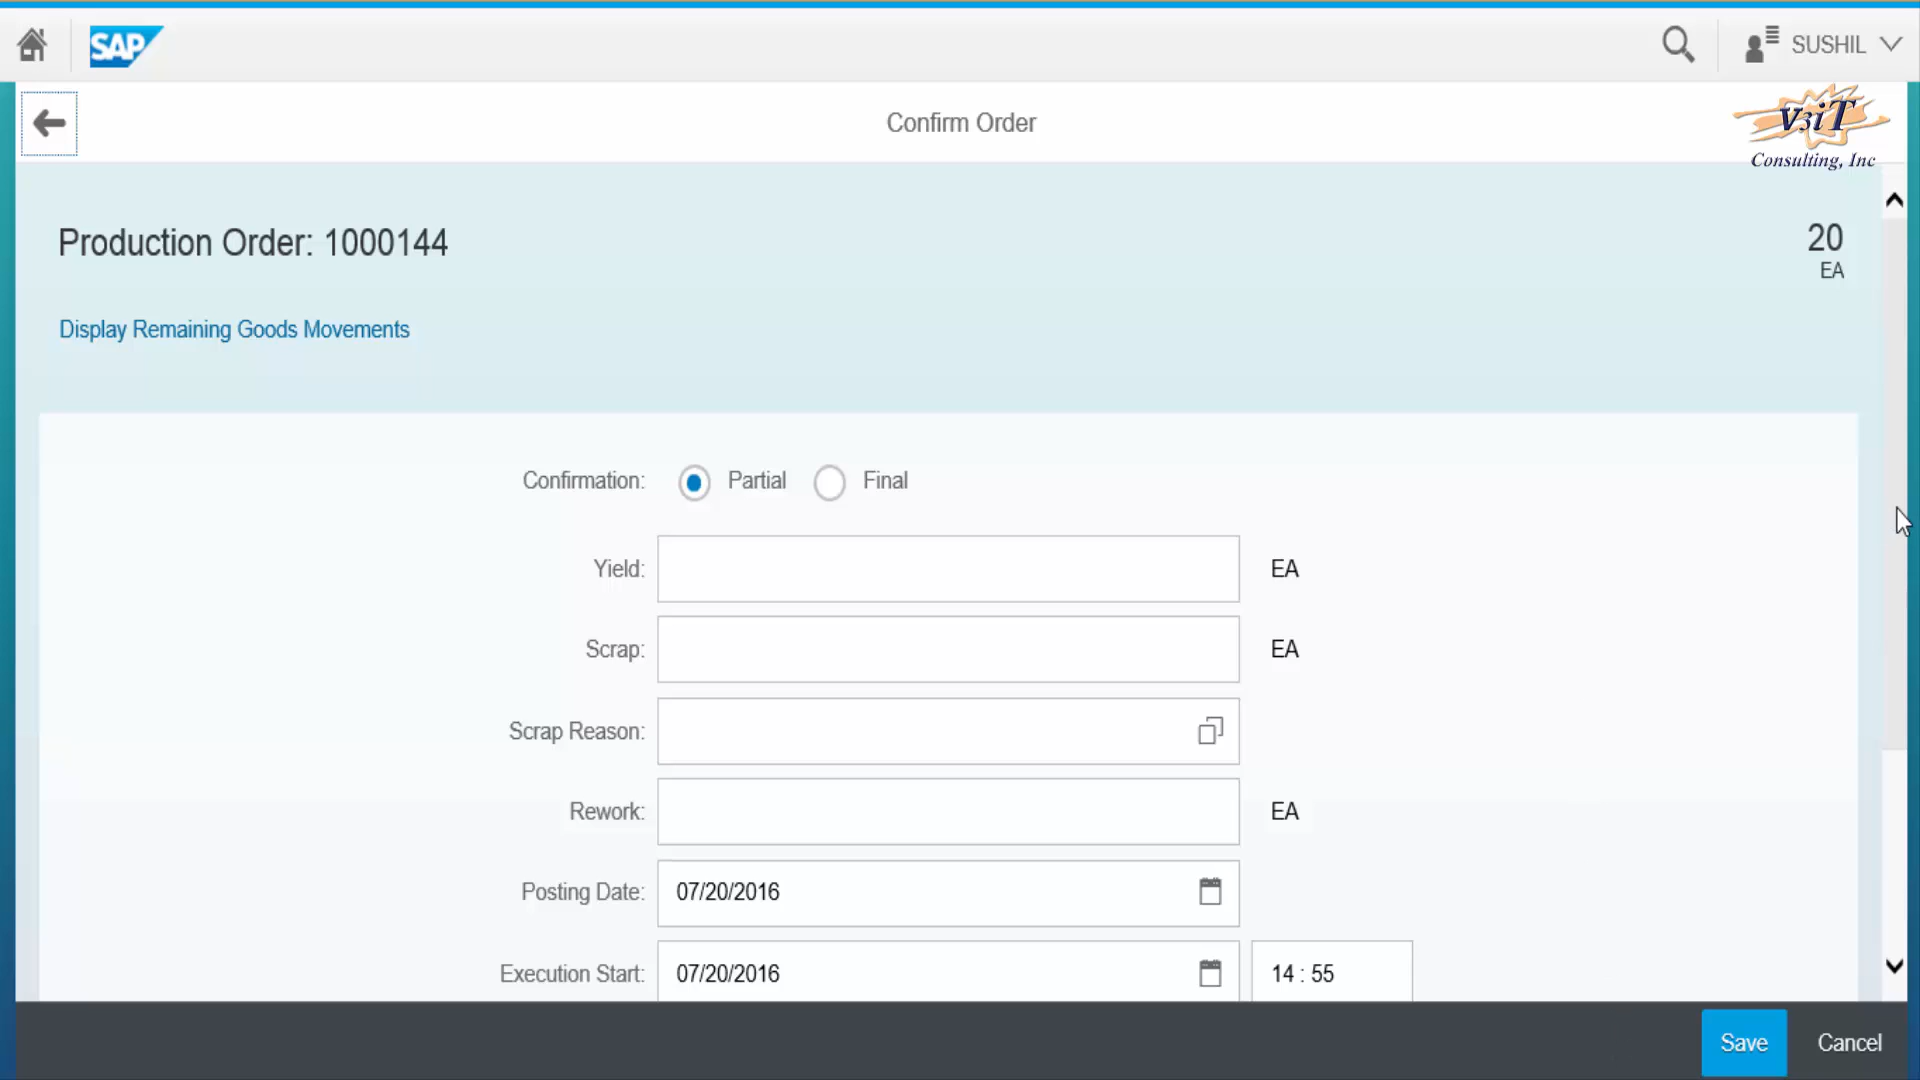 SAP
SUSHIL
Confirm Order
V3iT
Consulting, Inc
Production Order: 1000144
20
EA
Display Remaining Goods Movements
Confirmation: Partial Final
Yield: EA
Scrap: EA
Scrap Reason:
Rework: EA
Posting Date: 07/20/2016
Execution Start: 07/20/2016 14 : 55
Save Cancel